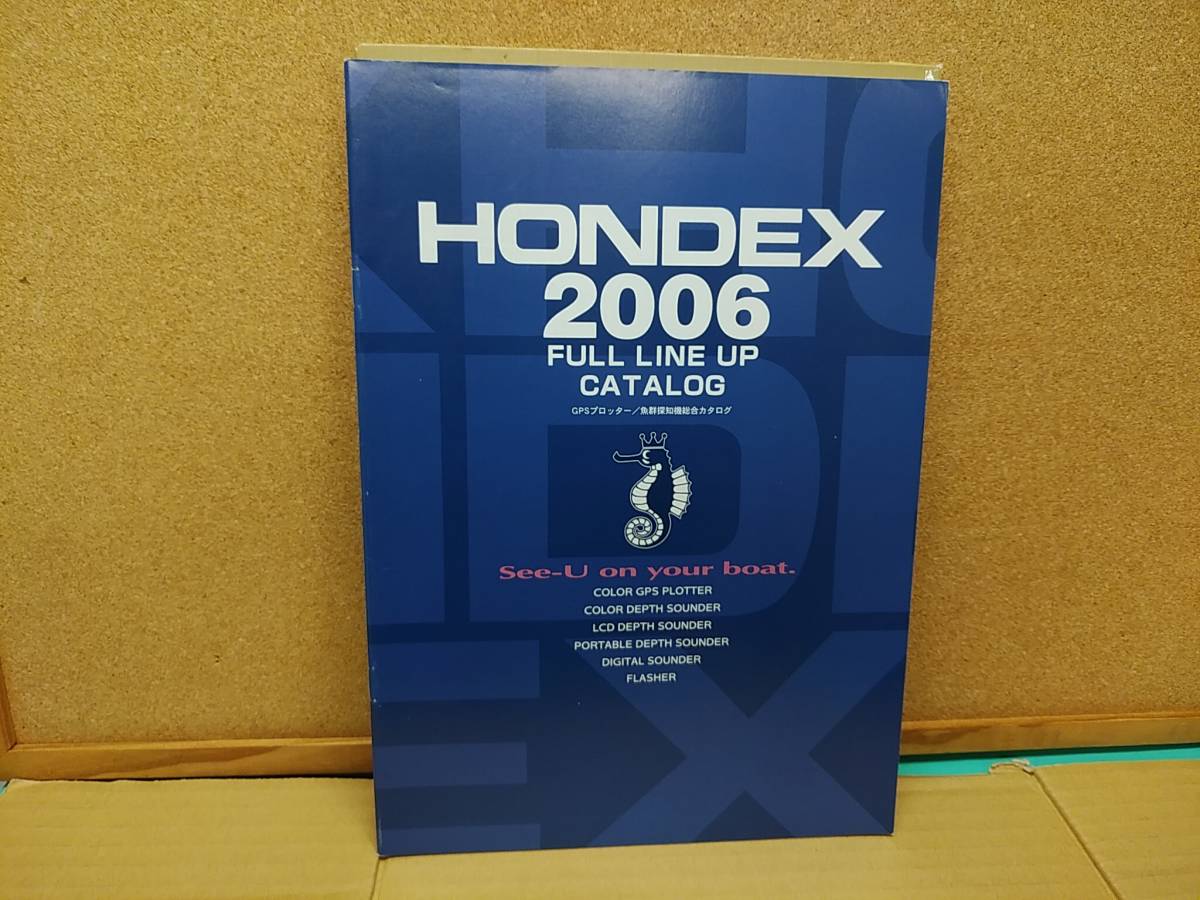 HONDEX
2006
FULL LINE UP
CATALOG
GPSプロッター／魚群探知機総合カタログ
See-U on your boat.
COLOR GPS PLOTTER
COLOR DEPTH SOUNDER
LCD DEPTH SOUNDER
PORTABLE DEPTH SOUNDER
DIGITAL SOUNDER
FLASHER